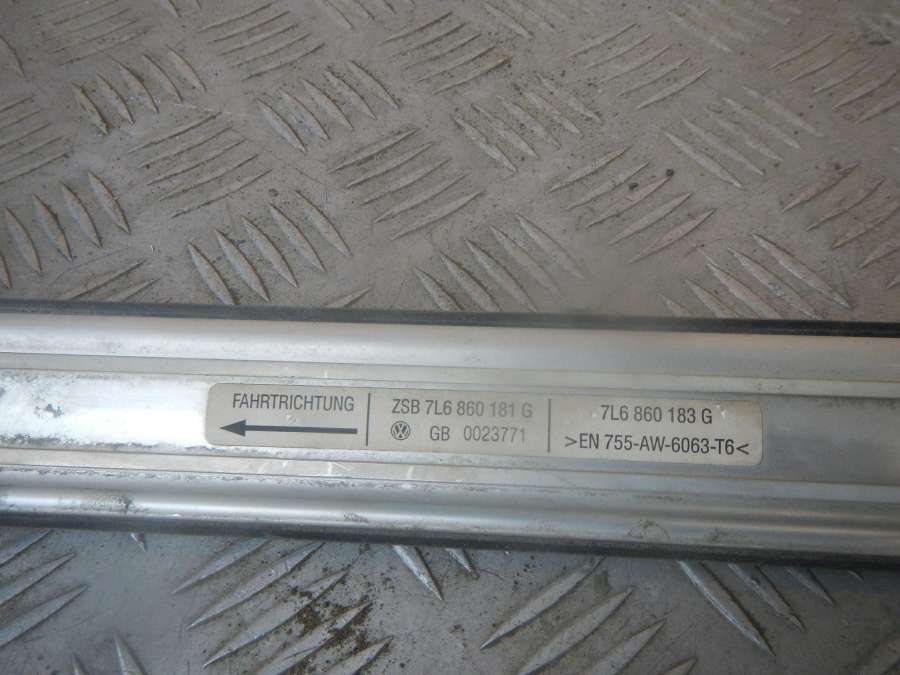 FAHRTRICHTUNG
ZSB 7L6 860 181 G
GB 0023771
7L6 860 183 G
>EN 755-AW-6063-T6<